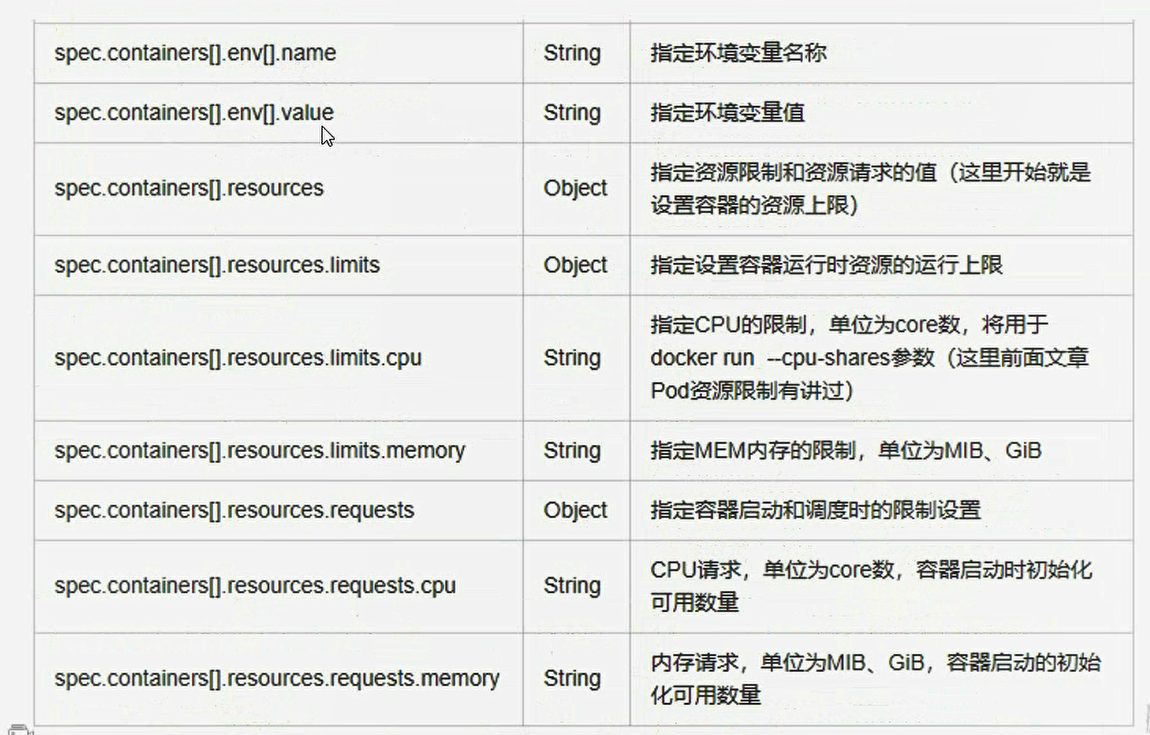 spec.containers[].env[].name String 指定环境变量名称
spec.containers[].env[].value String 指定环境变量值
spec.containers[].resources Object 指定资源限制和资源请求的值（这里开始就是
设置容器的资源上限）
spec.containers[].resources.limits Object 指定设置容器运行时资源的运行上限
spec.containers[].resources.limits.cpu String 指定CPU的限制，单位为core数，将用于
docker run --cpu-shares参数（这里前面文章
Pod资源限制有讲过）
spec.containers[].resources.limits.memory String 指定MEM内存的限制，单位为MIB、GiB
spec.containers[].resources.requests Object 指定容器启动和调度时的限制设置
spec.containers[].resources.requests.cpu String CPU请求，单位为core数，容器启动时初始化
可用数量
spec.containers[].resources.requests.memory String 内存请求，单位为MIB、GiB，容器启动的初始
化可用数量